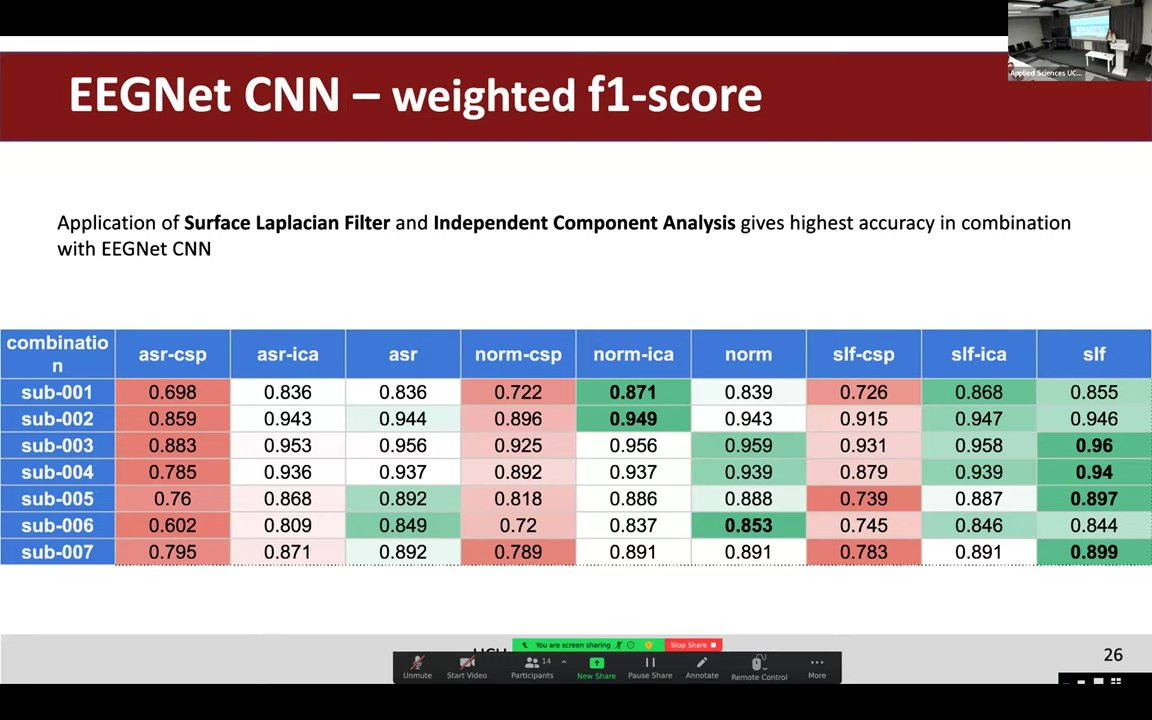 Applied Sciences UC...
EEGNet CNN – weighted f1-score
Application of Surface Laplacian Filter and Independent Component Analysis gives highest accuracy in combination
with EEGNet CNN
combinatio
n asr-csp asr-ica asr norm-csp norm-ica norm slf-csp slf-ica slf
sub-001 0.698 0.836 0.836 0.722 0.871 0.839 0.726 0.868 0.855
sub-002 0.859 0.943 0.944 0.896 0.949 0.943 0.915 0.947 0.946
sub-003 0.883 0.953 0.956 0.925 0.956 0.959 0.931 0.958 0.96
sub-004 0.785 0.936 0.937 0.892 0.937 0.939 0.879 0.939 0.94
sub-005 0.76 0.868 0.892 0.818 0.886 0.888 0.739 0.887 0.897
sub-006 0.602 0.809 0.849 0.72 0.837 0.853 0.745 0.846 0.844
sub-007 0.795 0.871 0.892 0.789 0.891 0.891 0.783 0.891 0.899
You are screen sharing Stop Share
26
14
Unmute Start Video Participants New Share Pause Share Annotate Remote Control More